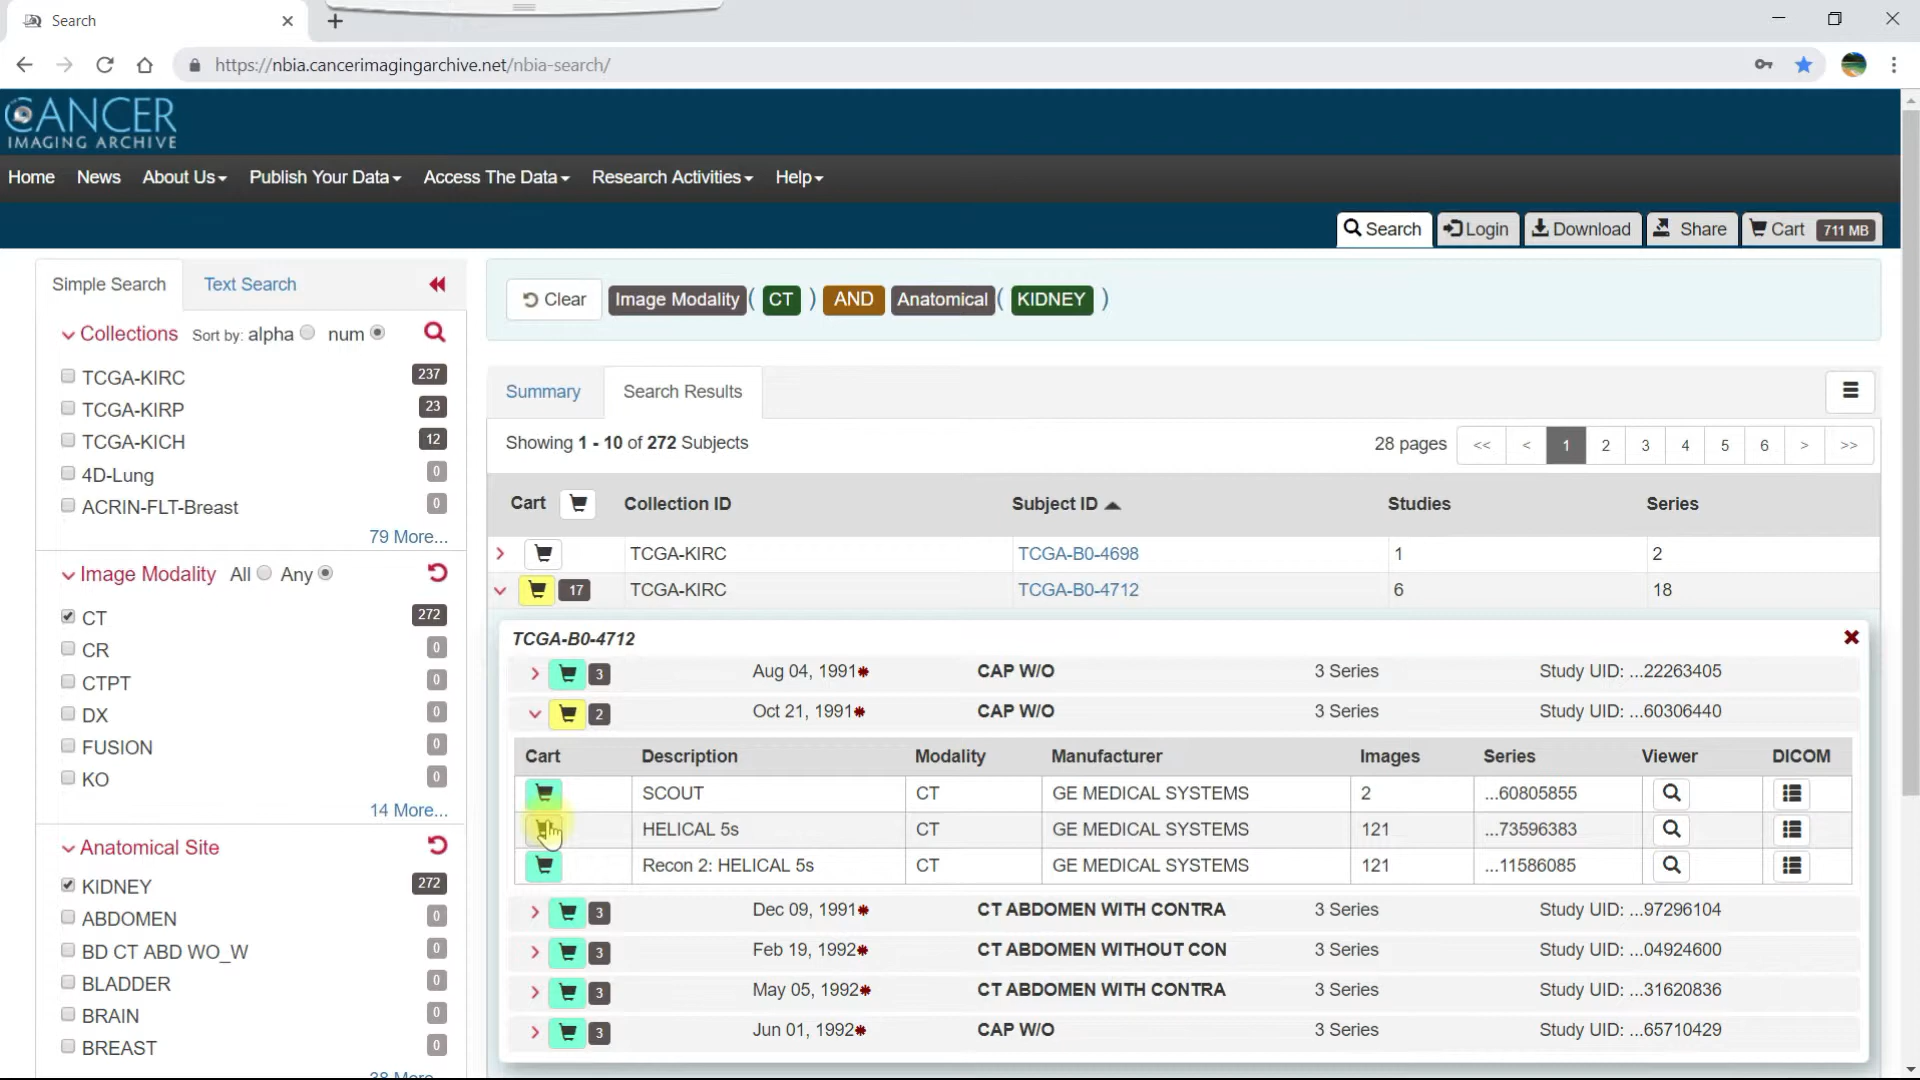 Search
https://nbia.cancerimagingarchive.net/nbia-search/
CANCER
IMAGING ARCHIVE
Home News About Us Publish Your Data Access The Data Research Activities Help
Search Login Download Share Cart 711 MB
Simple Search Text Search
Clear Image Modality ( CT ) AND Anatomical ( KIDNEY )
Collections Sort by: alpha num
TCGA-KIRC 237
TCGA-KIRP 23
TCGA-KICH 12
4D-Lung 0
ACRIN-FLT-Breast 0
79 More...
Image Modality All Any
CT 272
CR 0
CTPT 0
DX 0
FUSION 0
KO 0
14 More...
Anatomical Site
KIDNEY 272
ABDOMEN 0
BD CT ABD WO_W 0
BLADDER 0
BRAIN 0
BREAST 0
38 More...
Summary Search Results
Showing 1 - 10 of 272 Subjects 28 pages << < 1 2 3 4 5 6 > >>
Cart Collection ID Subject ID Studies Series
TCGA-KIRC TCGA-B0-4698 1 2
17 TCGA-KIRC TCGA-B0-4712 6 18
TCGA-B0-4712
3 Aug 04, 1991* CAP W/O 3 Series Study UID: ...22263405
2 Oct 21, 1991* CAP W/O 3 Series Study UID: ...60306440
Cart Description Modality Manufacturer Images Series Viewer DICOM
SCOUT CT GE MEDICAL SYSTEMS 2 ...60805855
HELICAL 5s CT GE MEDICAL SYSTEMS 121 ...73596383
Recon 2: HELICAL 5s CT GE MEDICAL SYSTEMS 121 ...11586085
3 Dec 09, 1991* CT ABDOMEN WITH CONTRA 3 Series Study UID: ...97296104
3 Feb 19, 1992* CT ABDOMEN WITHOUT CON 3 Series Study UID: ...04924600
3 May 05, 1992* CT ABDOMEN WITH CONTRA 3 Series Study UID: ...31620836
3 Jun 01, 1992* CAP W/O 3 Series Study UID: ...65710429